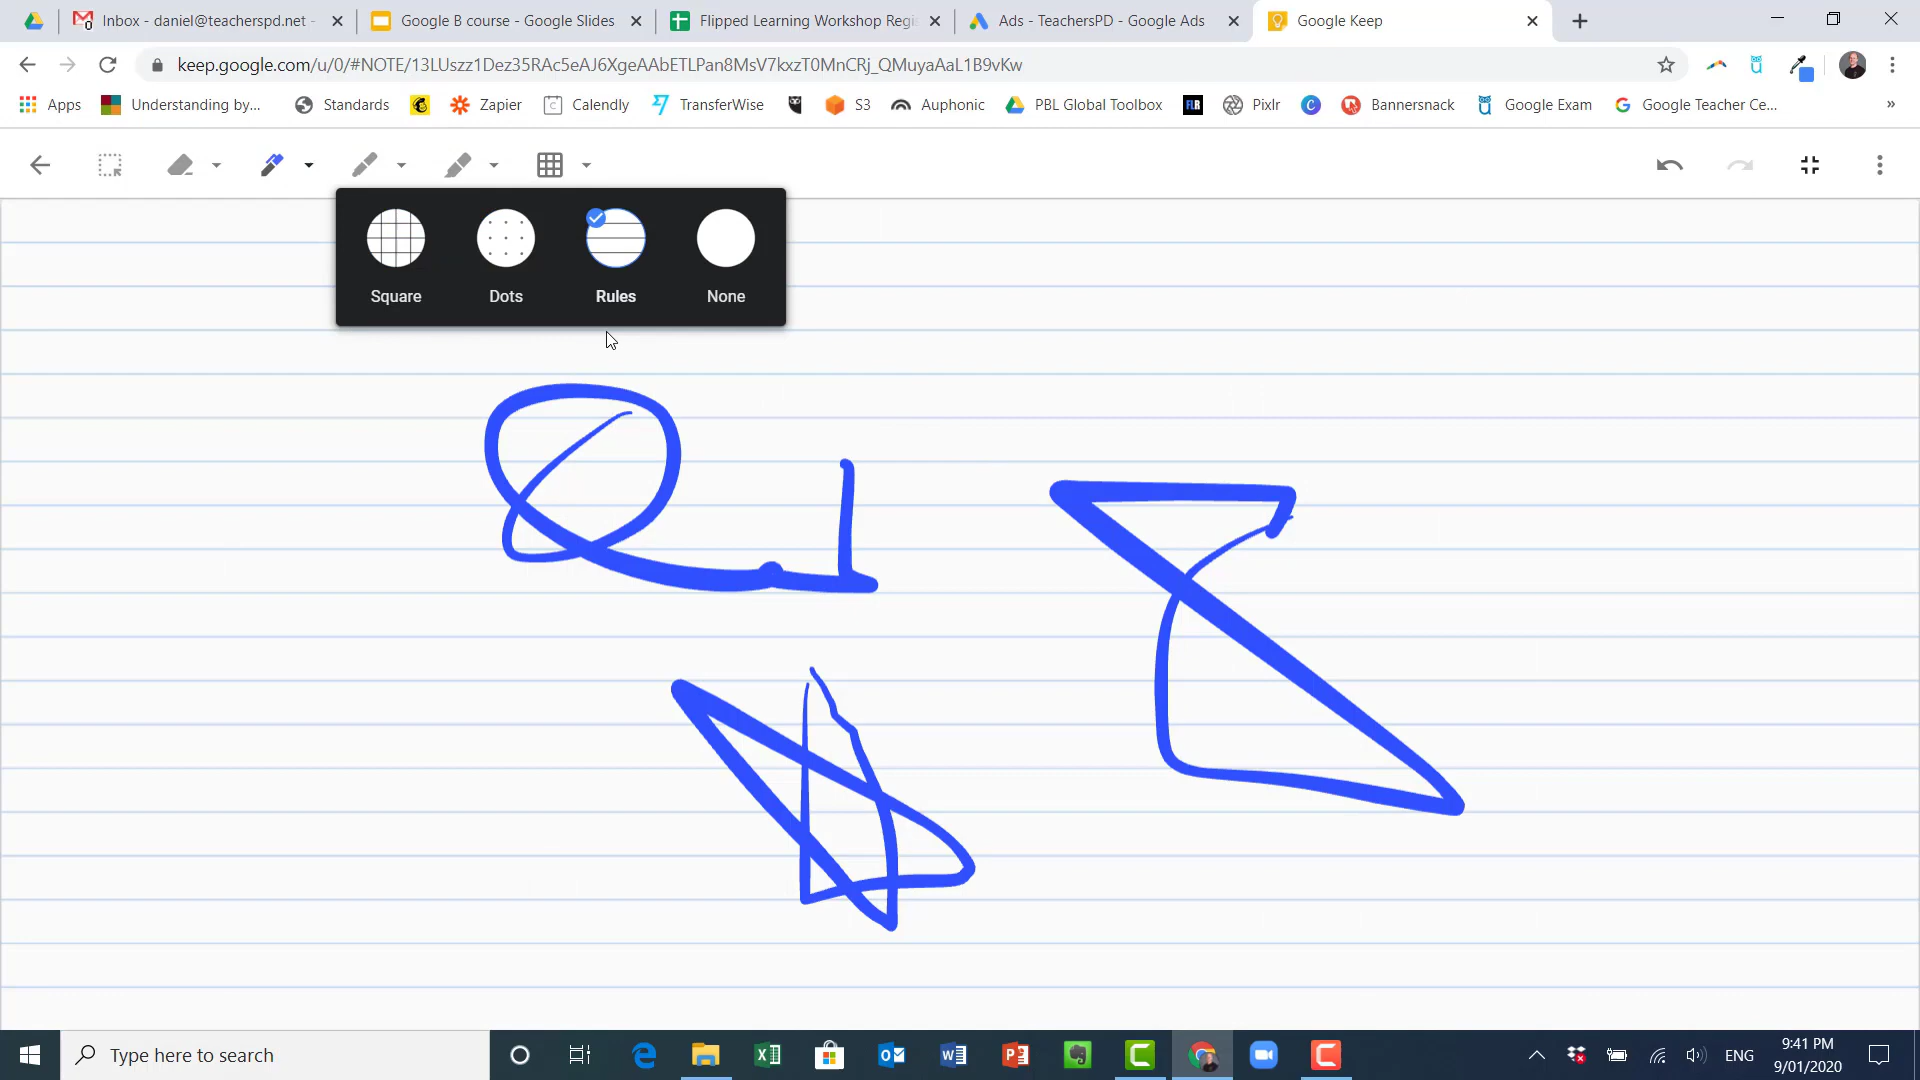 Inbox - daniel@teacherspd.net -
Google B course - Google Slides
Flipped Learning Workshop Regi
Ads - TeachersPD - Google Ads
Google Keep
keep.google.com/u/0/#NOTE/13LUszz1Dez35RAc5eAJ6XgeAAbETLPan8MsV7kxzT0MnCRj_QMuyaAaL1B9vKw
Apps
Understanding by...
Standards
Zapier
Calendly
TransferWise
S3
Auphonic
PBL Global Toolbox
FLR
Pixlr
Bannersnack
Google Exam
Google Teacher Ce...
»
Square
Dots
Rules
None
Type here to search
ENG
9:41 PM
9/01/2020